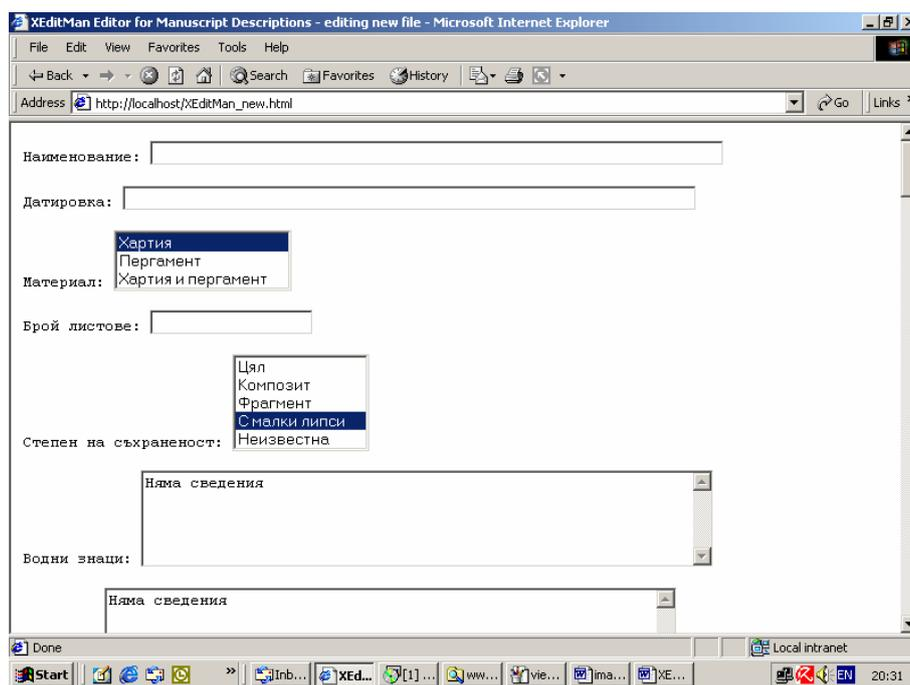 XEditMan Editor for Manuscript Descriptions - editing new file - Microsoft Internet Explorer
File Edit View Favorites Tools Help
Back Search Favorites History
Address http://localhost/XEditMan_new.html Go Links
Наименование:
Датировка:
Хартия
Пергамент
Материал: Хартия и пергамент
Брой листове:
Цял
Композит
Фрагмент
С малки липси
Степен на съхраненост: Неизвестна
Няма сведения
Водни знаци:
Няма сведения
Done Local intranet
Start » Inb... XEd... [1] ... ww... vie... ima... XE... EN 20:31